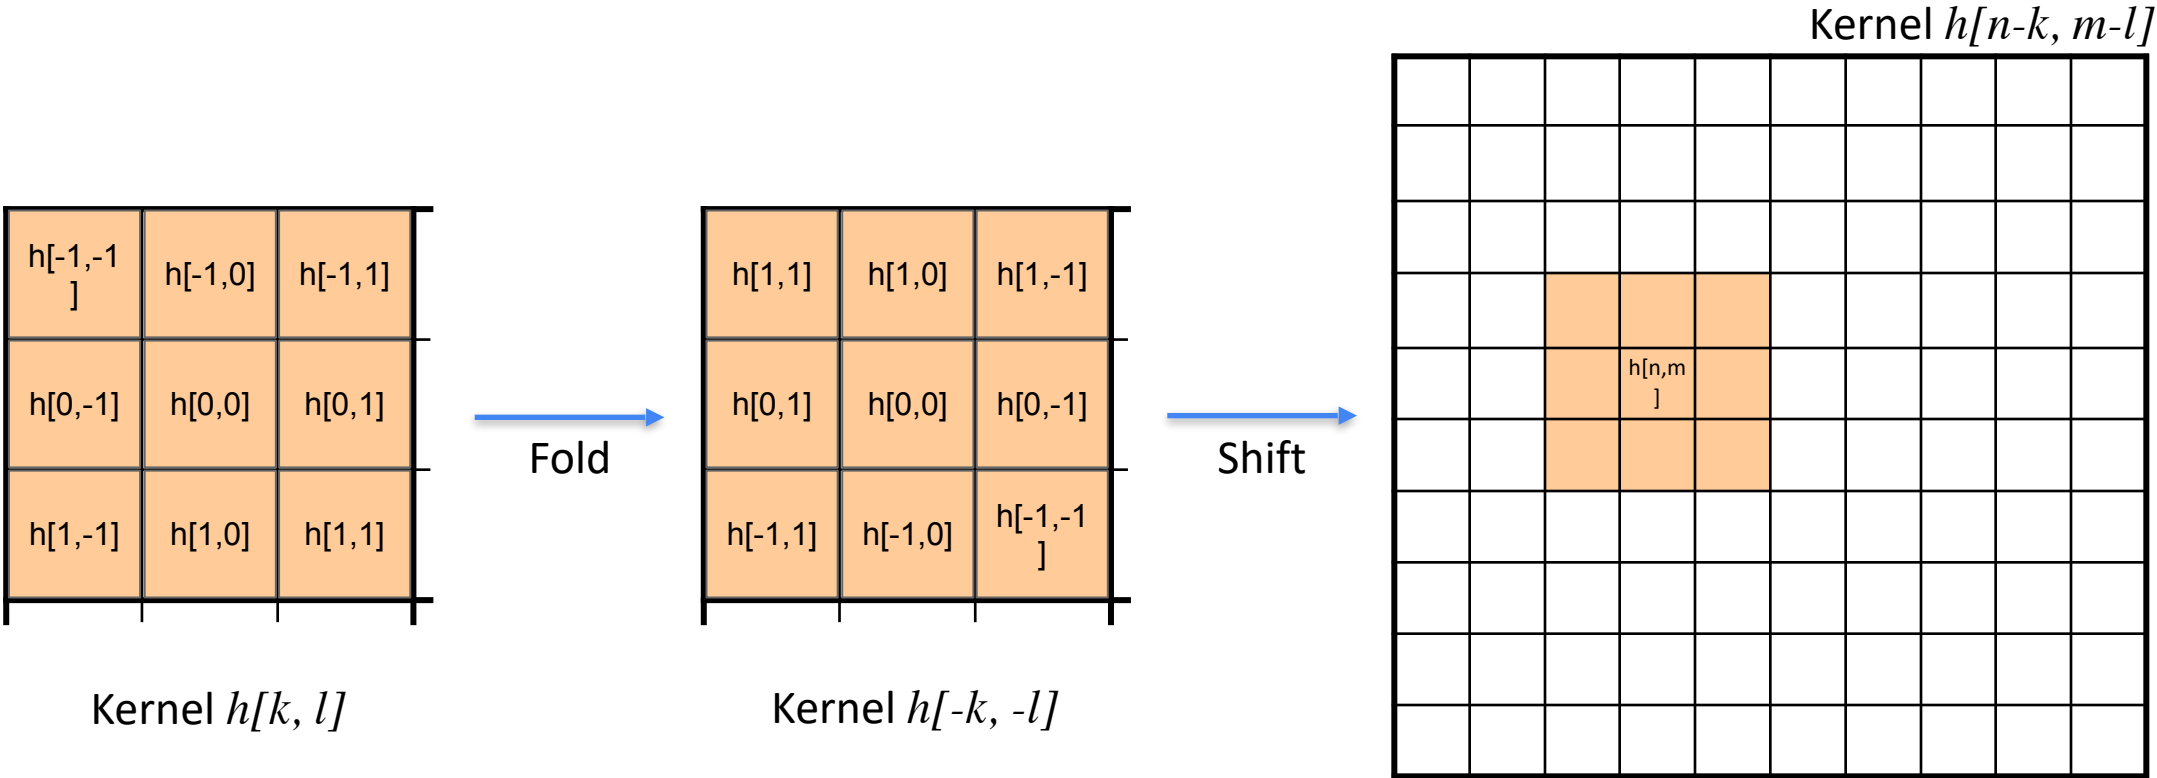 Kernel h[n-k, m-l]
h[-1,-1
]
h[-1,0]
h[-1,1]
h[0,-1]
h[0,0]
h[0,1]
h[1,-1]
h[1,0]
h[1,1]
Kernel h[k, l]
Fold
h[1,1]
h[1,0]
h[1,-1]
h[0,1]
h[0,0]
h[0,-1]
h[-1,1]
h[-1,0]
h[-1,-1
]
Kernel h[-k, -l]
Shift
h[n,m
]